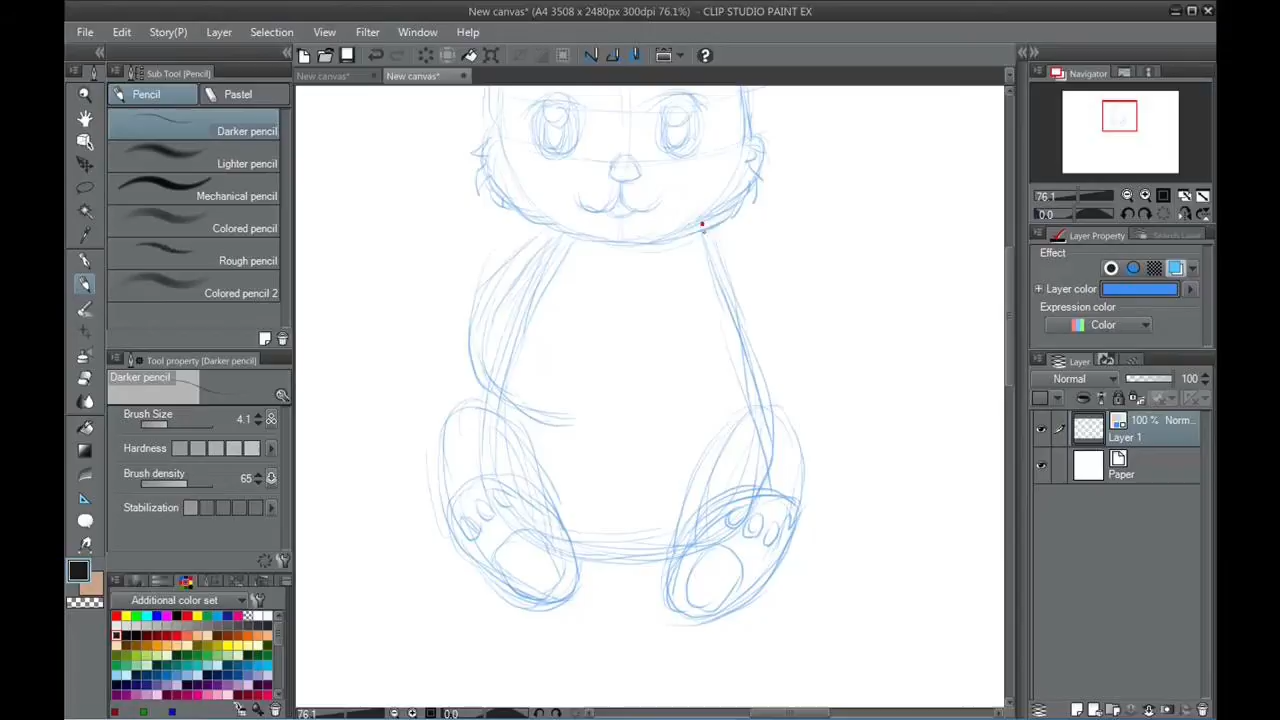 New canvas* (A4 3508 x 2480px 300dpi 76.1%) - CLIP STUDIO PAINT EX
File Edit Story(P) Layer Selection View Filter Window Help
Sub Tool [Pencil]
New canvas* New canvas*
Navigator
Pencil Pastel
Darker pencil
Lighter pencil
Mechanical pencil
Colored pencil
Rough pencil
Colored pencil 2
76.1
0.0
Layer Property Search Layer
Effect
Layer color
Expression color
Color
Tool property [Darker pencil]
Darker pencil
Brush Size 4.1
Hardness
Brush density 65
Stabilization
Layer
Normal 100
100 % Norm...
Layer 1
Paper
Additional color set
76.1 0.0